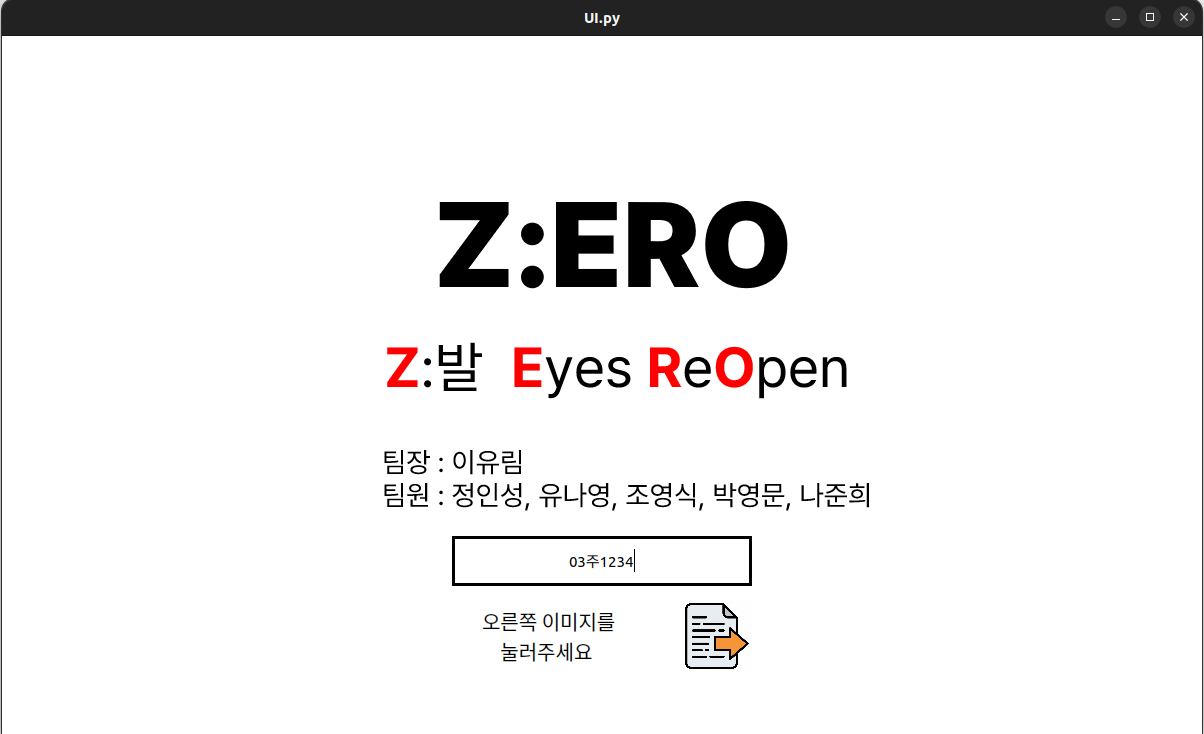 UI.py
Z:ERO
Z:발 Eyes ReOpen
팀장 : 이유림
팀원 : 정인성, 유나영, 조영식, 박영문, 나준희
03주1234
오른쪽 이미지를
눌러주세요